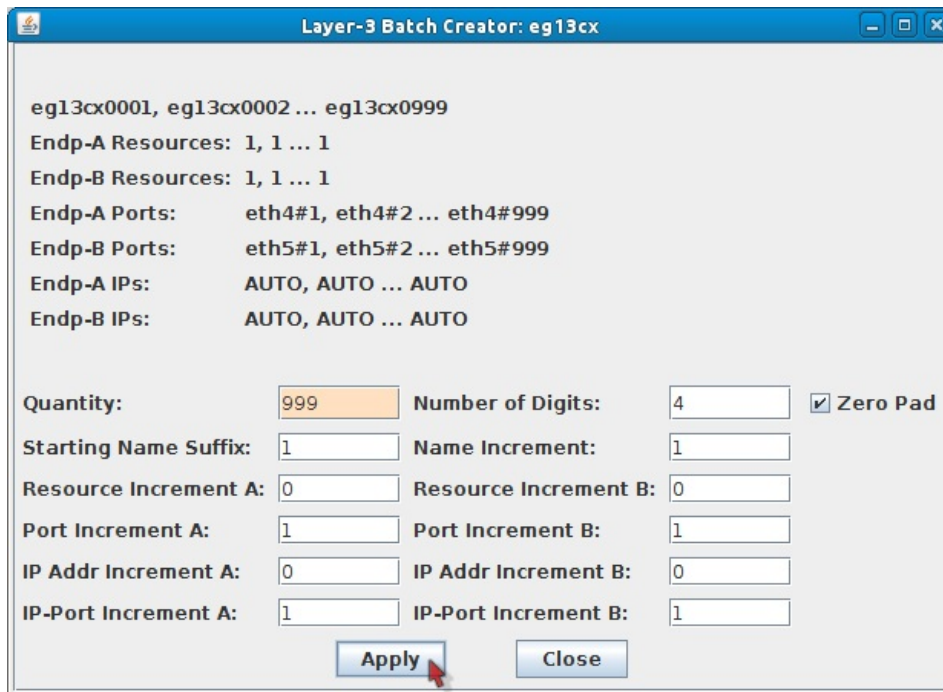 Layer-3 Batch Creator: eg13cx
eg13cx0001, eg13cx0002 ... eg13cx0999
Endp-A Resources: 1, 1 ... 1
Endp-B Resources: 1, 1 ... 1
Endp-A Ports: eth4#1, eth4#2 ... eth4#999
Endp-B Ports: eth5#1, eth5#2 ... eth5#999
Endp-A IPs: AUTO, AUTO ... AUTO
Endp-B IPs: AUTO, AUTO ... AUTO
Quantity: 999 Number of Digits: 4 Zero Pad
Starting Name Suffix: 1 Name Increment: 1
Resource Increment A: 0 Resource Increment B: 0
Port Increment A: 1 Port Increment B: 1
IP Addr Increment A: 0 IP Addr Increment B: 0
IP-Port Increment A: 1 IP-Port Increment B: 1
Apply Close